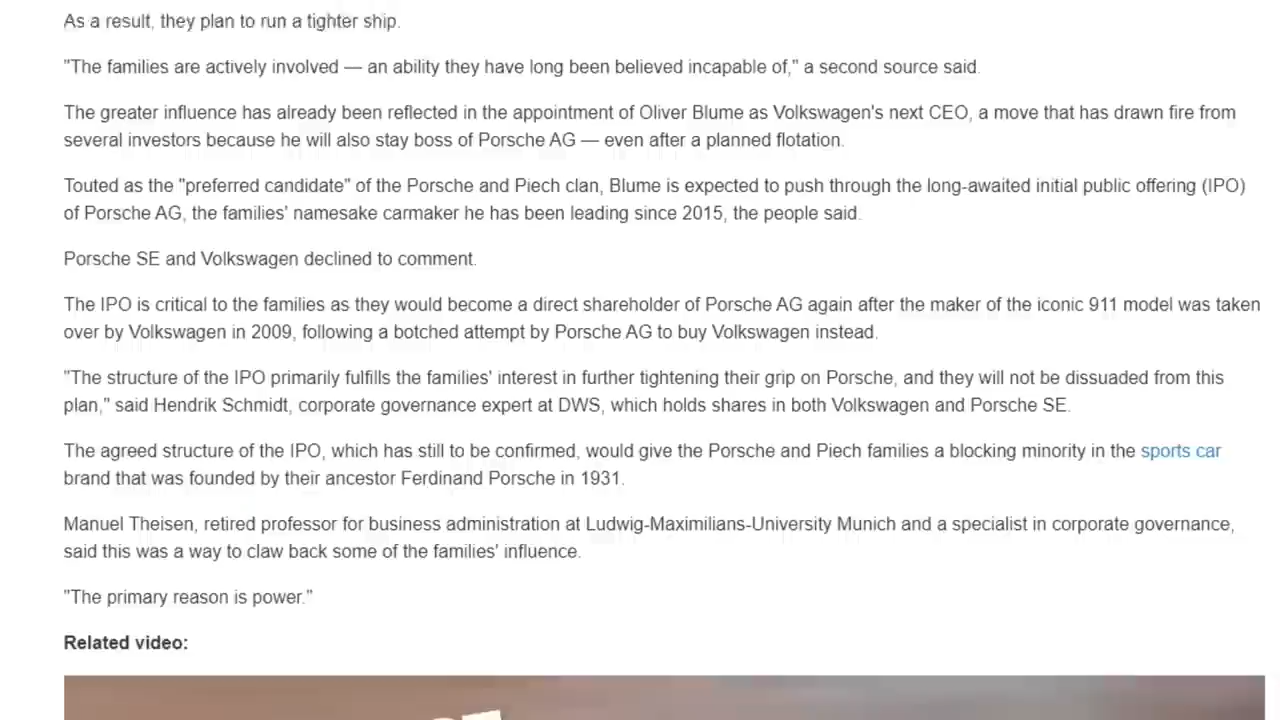 As a result, they plan to run a tighter ship.
"The families are actively involved — an ability they have long been believed incapable of," a second source said.
The greater influence has already been reflected in the appointment of Oliver Blume as Volkswagen's next CEO, a move that has drawn fire from
several investors because he will also stay boss of Porsche AG — even after a planned flotation.
Touted as the "preferred candidate" of the Porsche and Piech clan, Blume is expected to push through the long-awaited initial public offering (IPO)
of Porsche AG, the families' namesake carmaker he has been leading since 2015, the people said.
Porsche SE and Volkswagen declined to comment.
The IPO is critical to the families as they would become a direct shareholder of Porsche AG again after the maker of the iconic 911 model was taken
over by Volkswagen in 2009, following a botched attempt by Porsche AG to buy Volkswagen instead.
"The structure of the IPO primarily fulfills the families' interest in further tightening their grip on Porsche, and they will not be dissuaded from this
plan," said Hendrik Schmidt, corporate governance expert at DWS, which holds shares in both Volkswagen and Porsche SE.
The agreed structure of the IPO, which has still to be confirmed, would give the Porsche and Piech families a blocking minority in the sports car
brand that was founded by their ancestor Ferdinand Porsche in 1931.
Manuel Theisen, retired professor for business administration at Ludwig-Maximilians-University Munich and a specialist in corporate governance,
said this was a way to claw back some of the families' influence.
"The primary reason is power."
Related video: